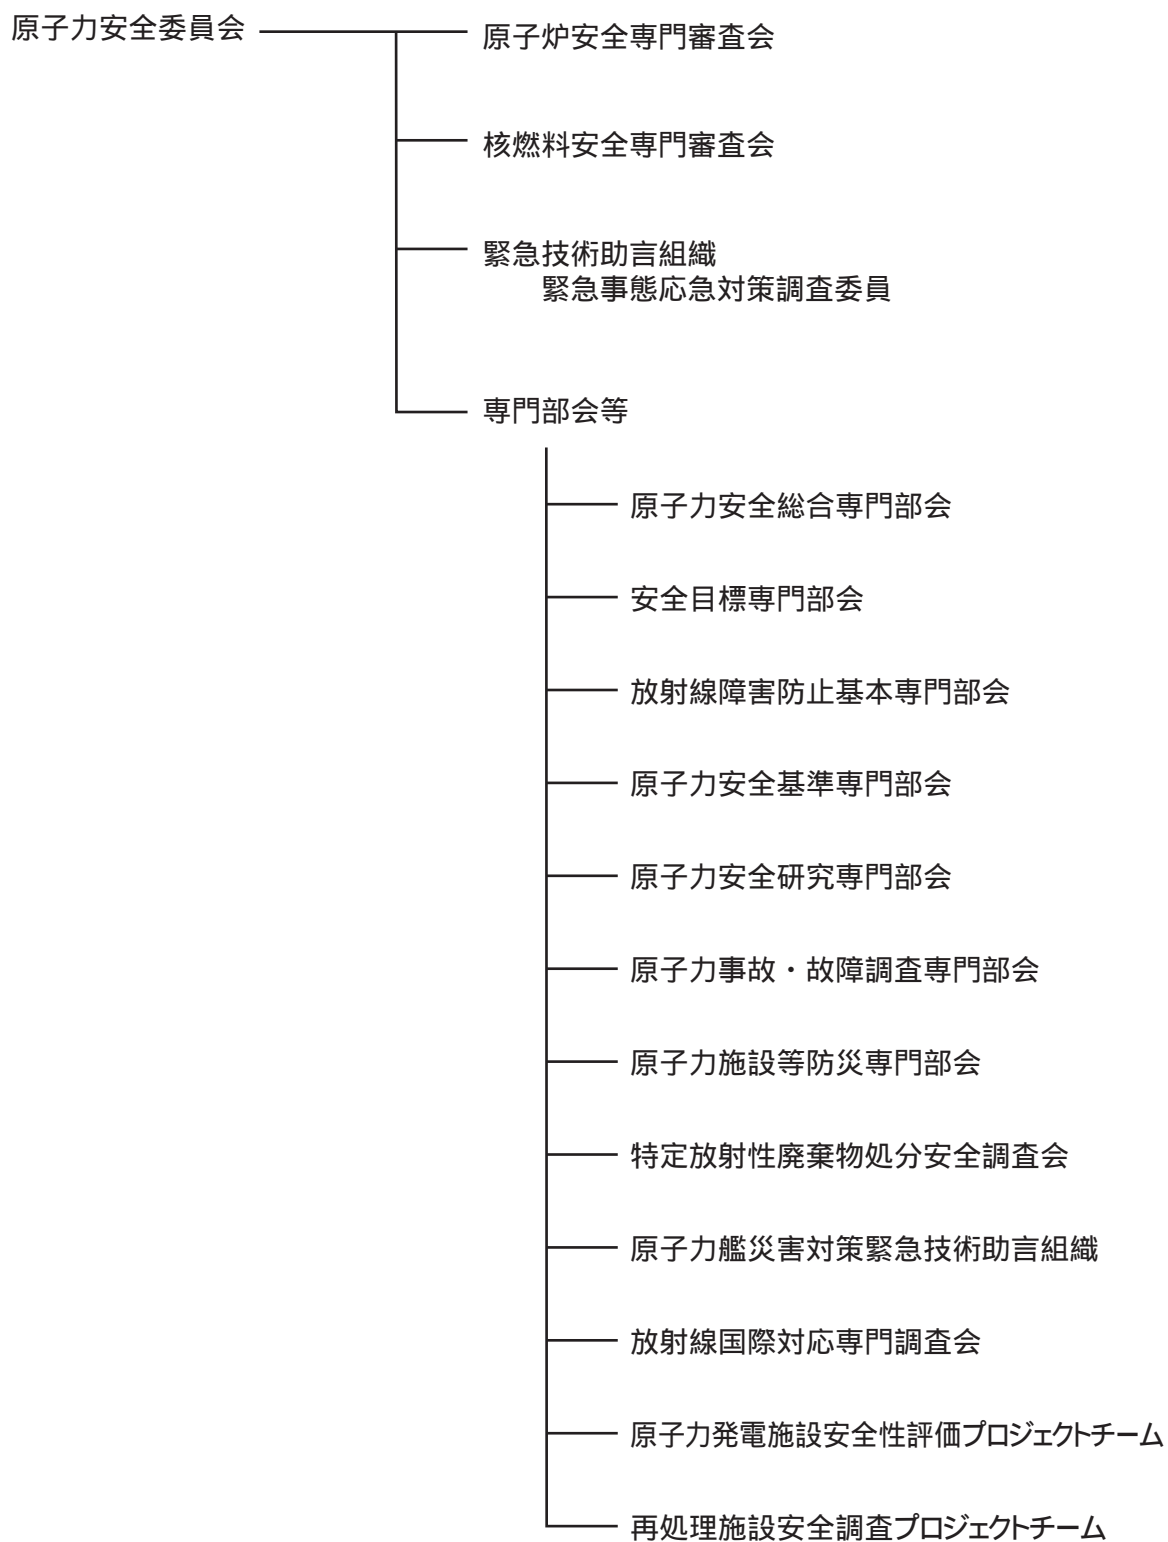 原子力安全委員会
原子炉安全専門審査会
核燃料安全専門審査会
緊急技術助言組織
緊急事態応急対策調査委員
専門部会等
原子力安全総合専門部会
安全目標専門部会
放射線障害防止基本専門部会
原子力安全基準専門部会
原子力安全研究専門部会
原子力事故・故障調査専門部会
原子力施設等防災専門部会
特定放射性廃棄物処分安全調査会
原子力艦災害対策緊急技術助言組織
放射線国際対応専門調査会
原子力発電施設安全性評価プロジェクトチーム
再処理施設安全調査プロジェクトチーム